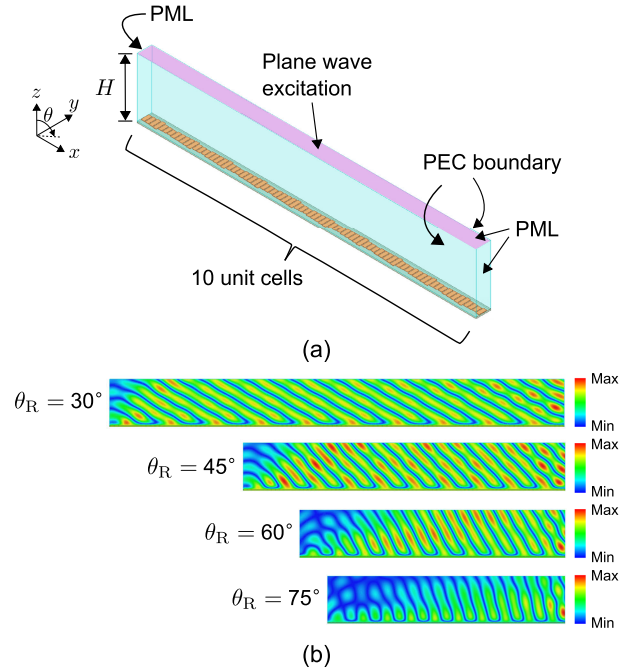 PML
H
Plane wave
excitation
z
θ
y
x
PEC boundary
PML
10 unit cells
(a)
θR = 30° Max
Min
θR = 45° Max
Min
θR = 60° Max
Min
θR = 75° Max
Min
(b)